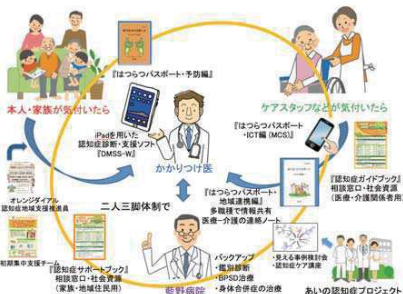 『はつらつパスポート・予防編』
本人・家族が気付いたら
ケアスタッフなどが気付いたら
iPadを用いた
認知症診断・支援ソフト
『DMSS-W』
かかりつけ医
『はつらつパスポート
・ICT編 (MCS)』
オレンジダイアル
認知症地域支援推進員
二人三脚体制で
『はつらつパスポート・
地域連携編』
多職種で情報共有
医療ー介護の連絡ノート
『認知症ガイドブック』
相談窓口・社会資源
(医療・介護関係者用)
初期集中支援チーム
『認知症サポートブック』
相談窓口・社会資源
(家族・地域住民用)
藍野病院
バックアップ
・鑑別診断
・BPSD治療
・身体合併症の治療
・見える事例検討会
・認知症ケア講座
あいの認知症プロジェクト